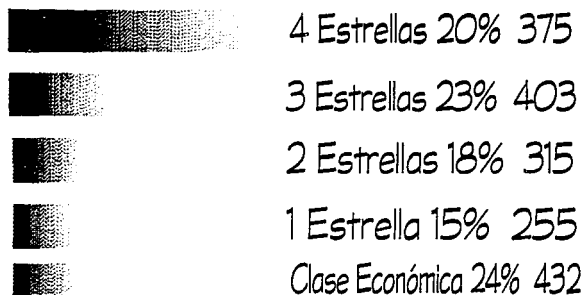 4 Estrellas 20% 375
3 Estrellas 23% 403
2 Estrellas 18% 315
1 Estrella 15% 255
Clase Económica 24% 432